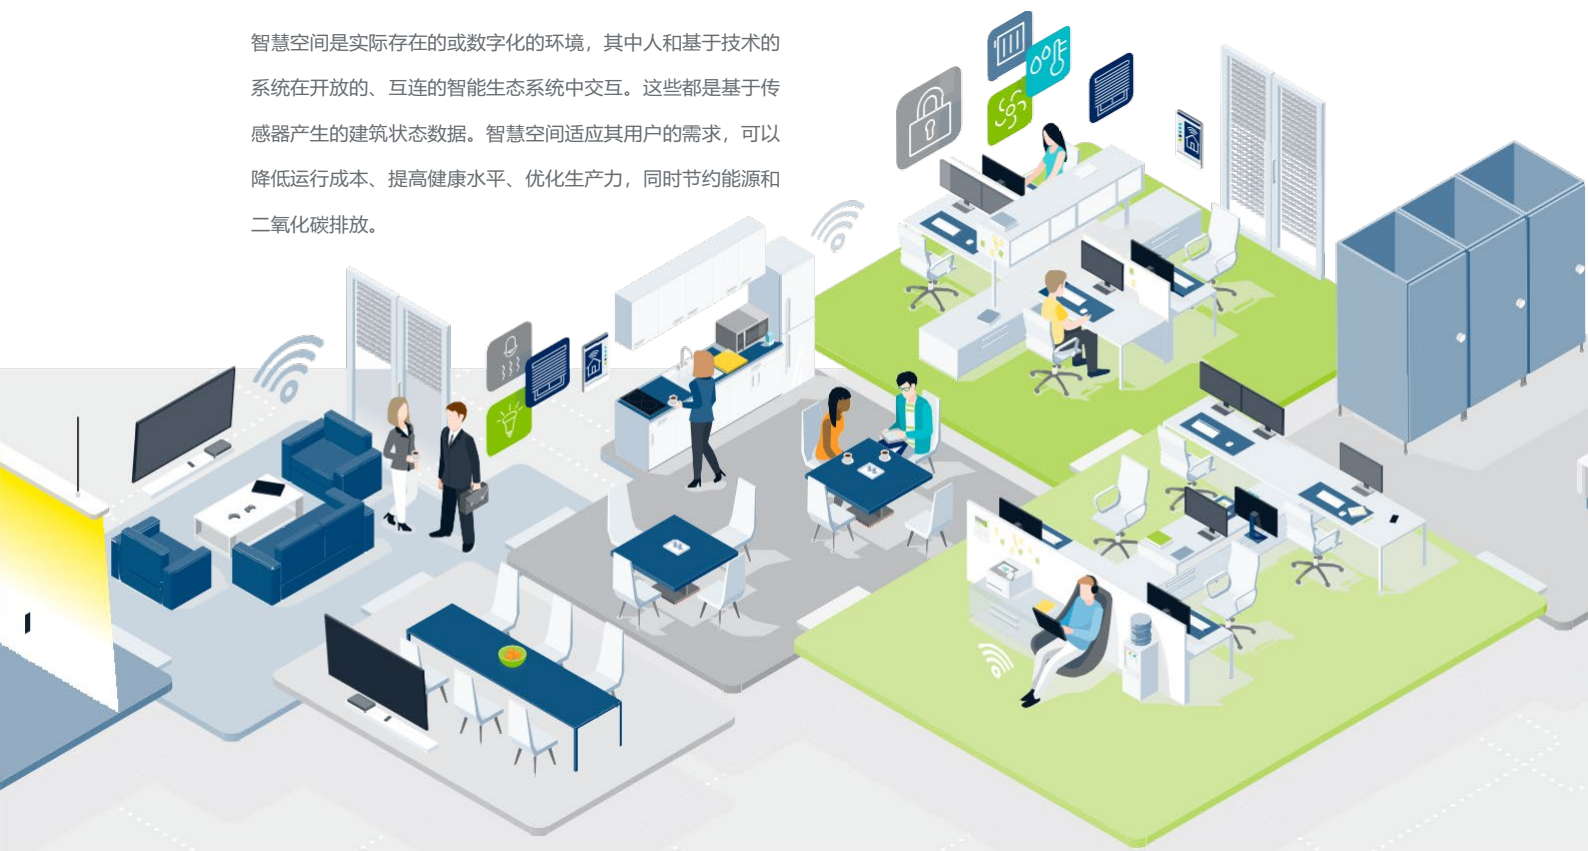 智慧空间是实际存在的或数字化的环境，其中人和基于技术的
系统在开放的、互连的智能生态系统中交互。这些都是基于传
感器产生的建筑状态数据。智慧空间适应其用户的需求，可以
降低运行成本、提高健康水平、优化生产力，同时节约能源和
二氧化碳排放。